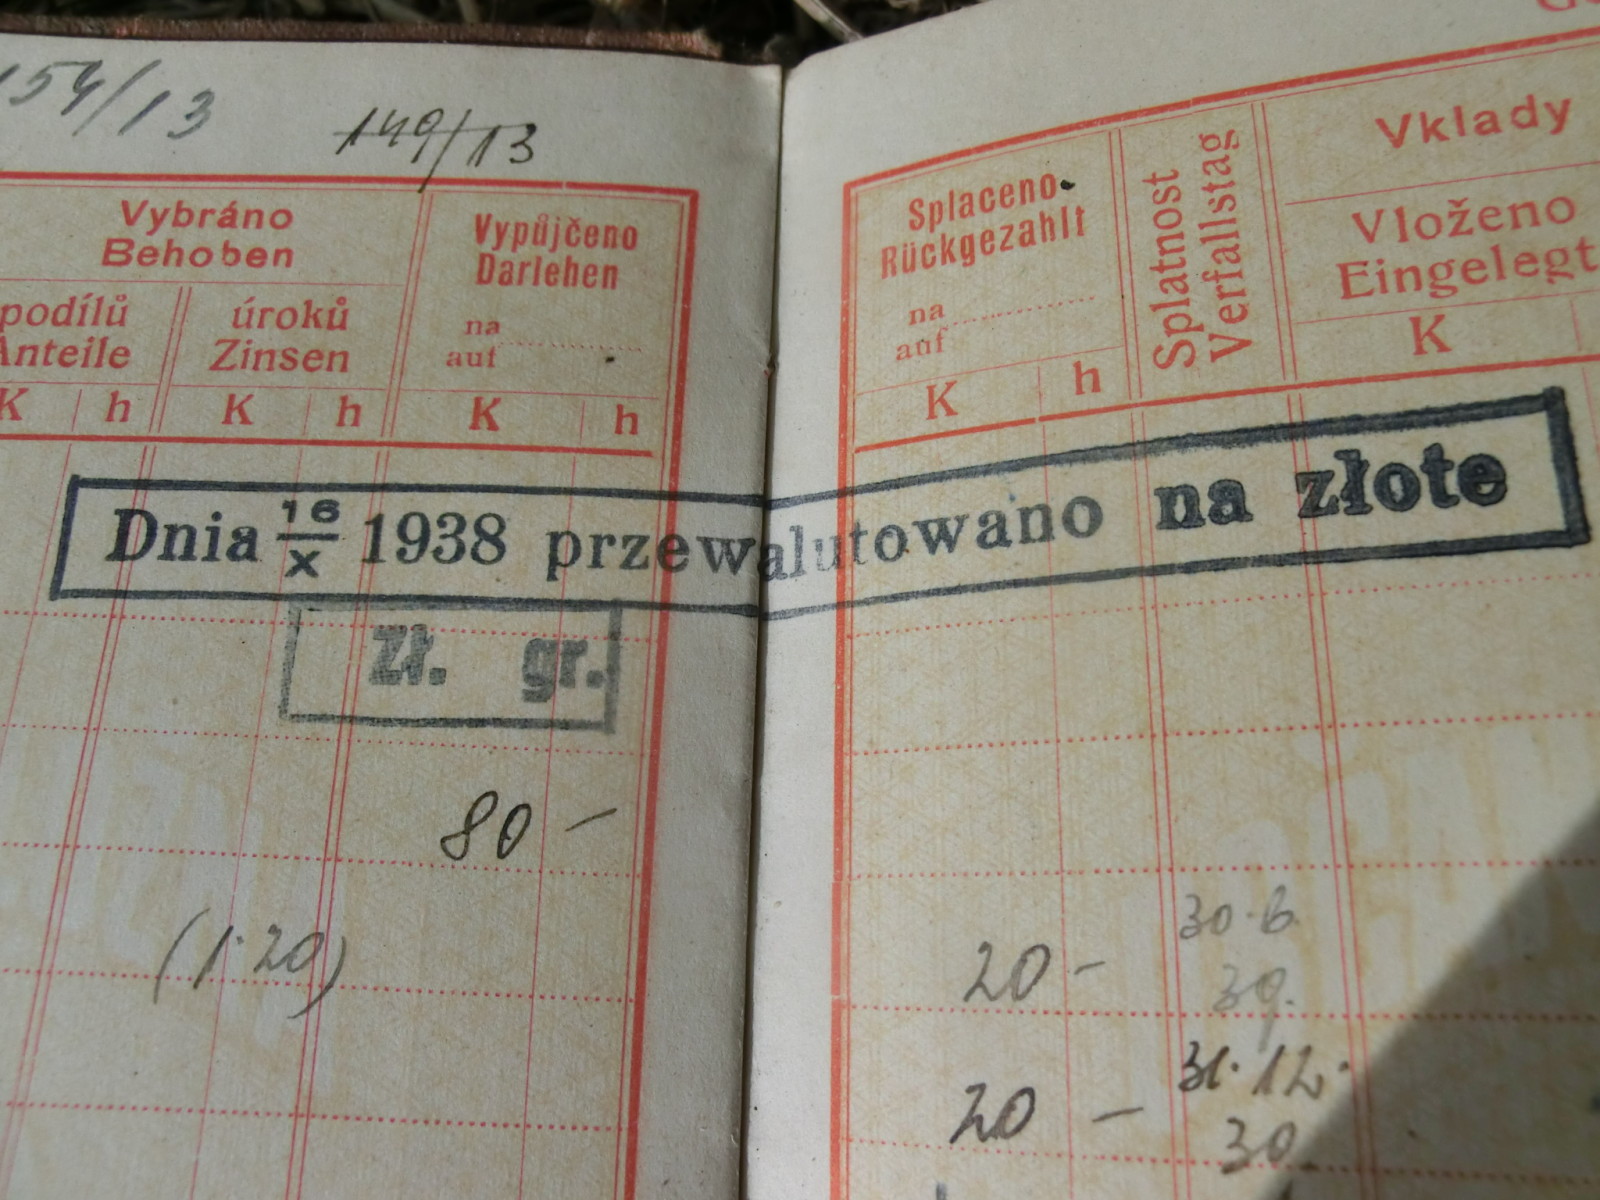 154/13
149/13
Vybráno
Behoben
podílů
Anteile
K h
úroků
Zinsen
K h
Vypůjčeno
Darlehen
na
auf
K h
Splaceno
Rückgezahlt
na
auf
K h
Splatnost
Verfallstag
Vklady
Vloženo
Eingelegt
K
Dnia 16/X 1938 przewalutowano na złote
Zł. gr.
80 –
(1·20)
20 – 30·6.
39.
20 – 31·12·